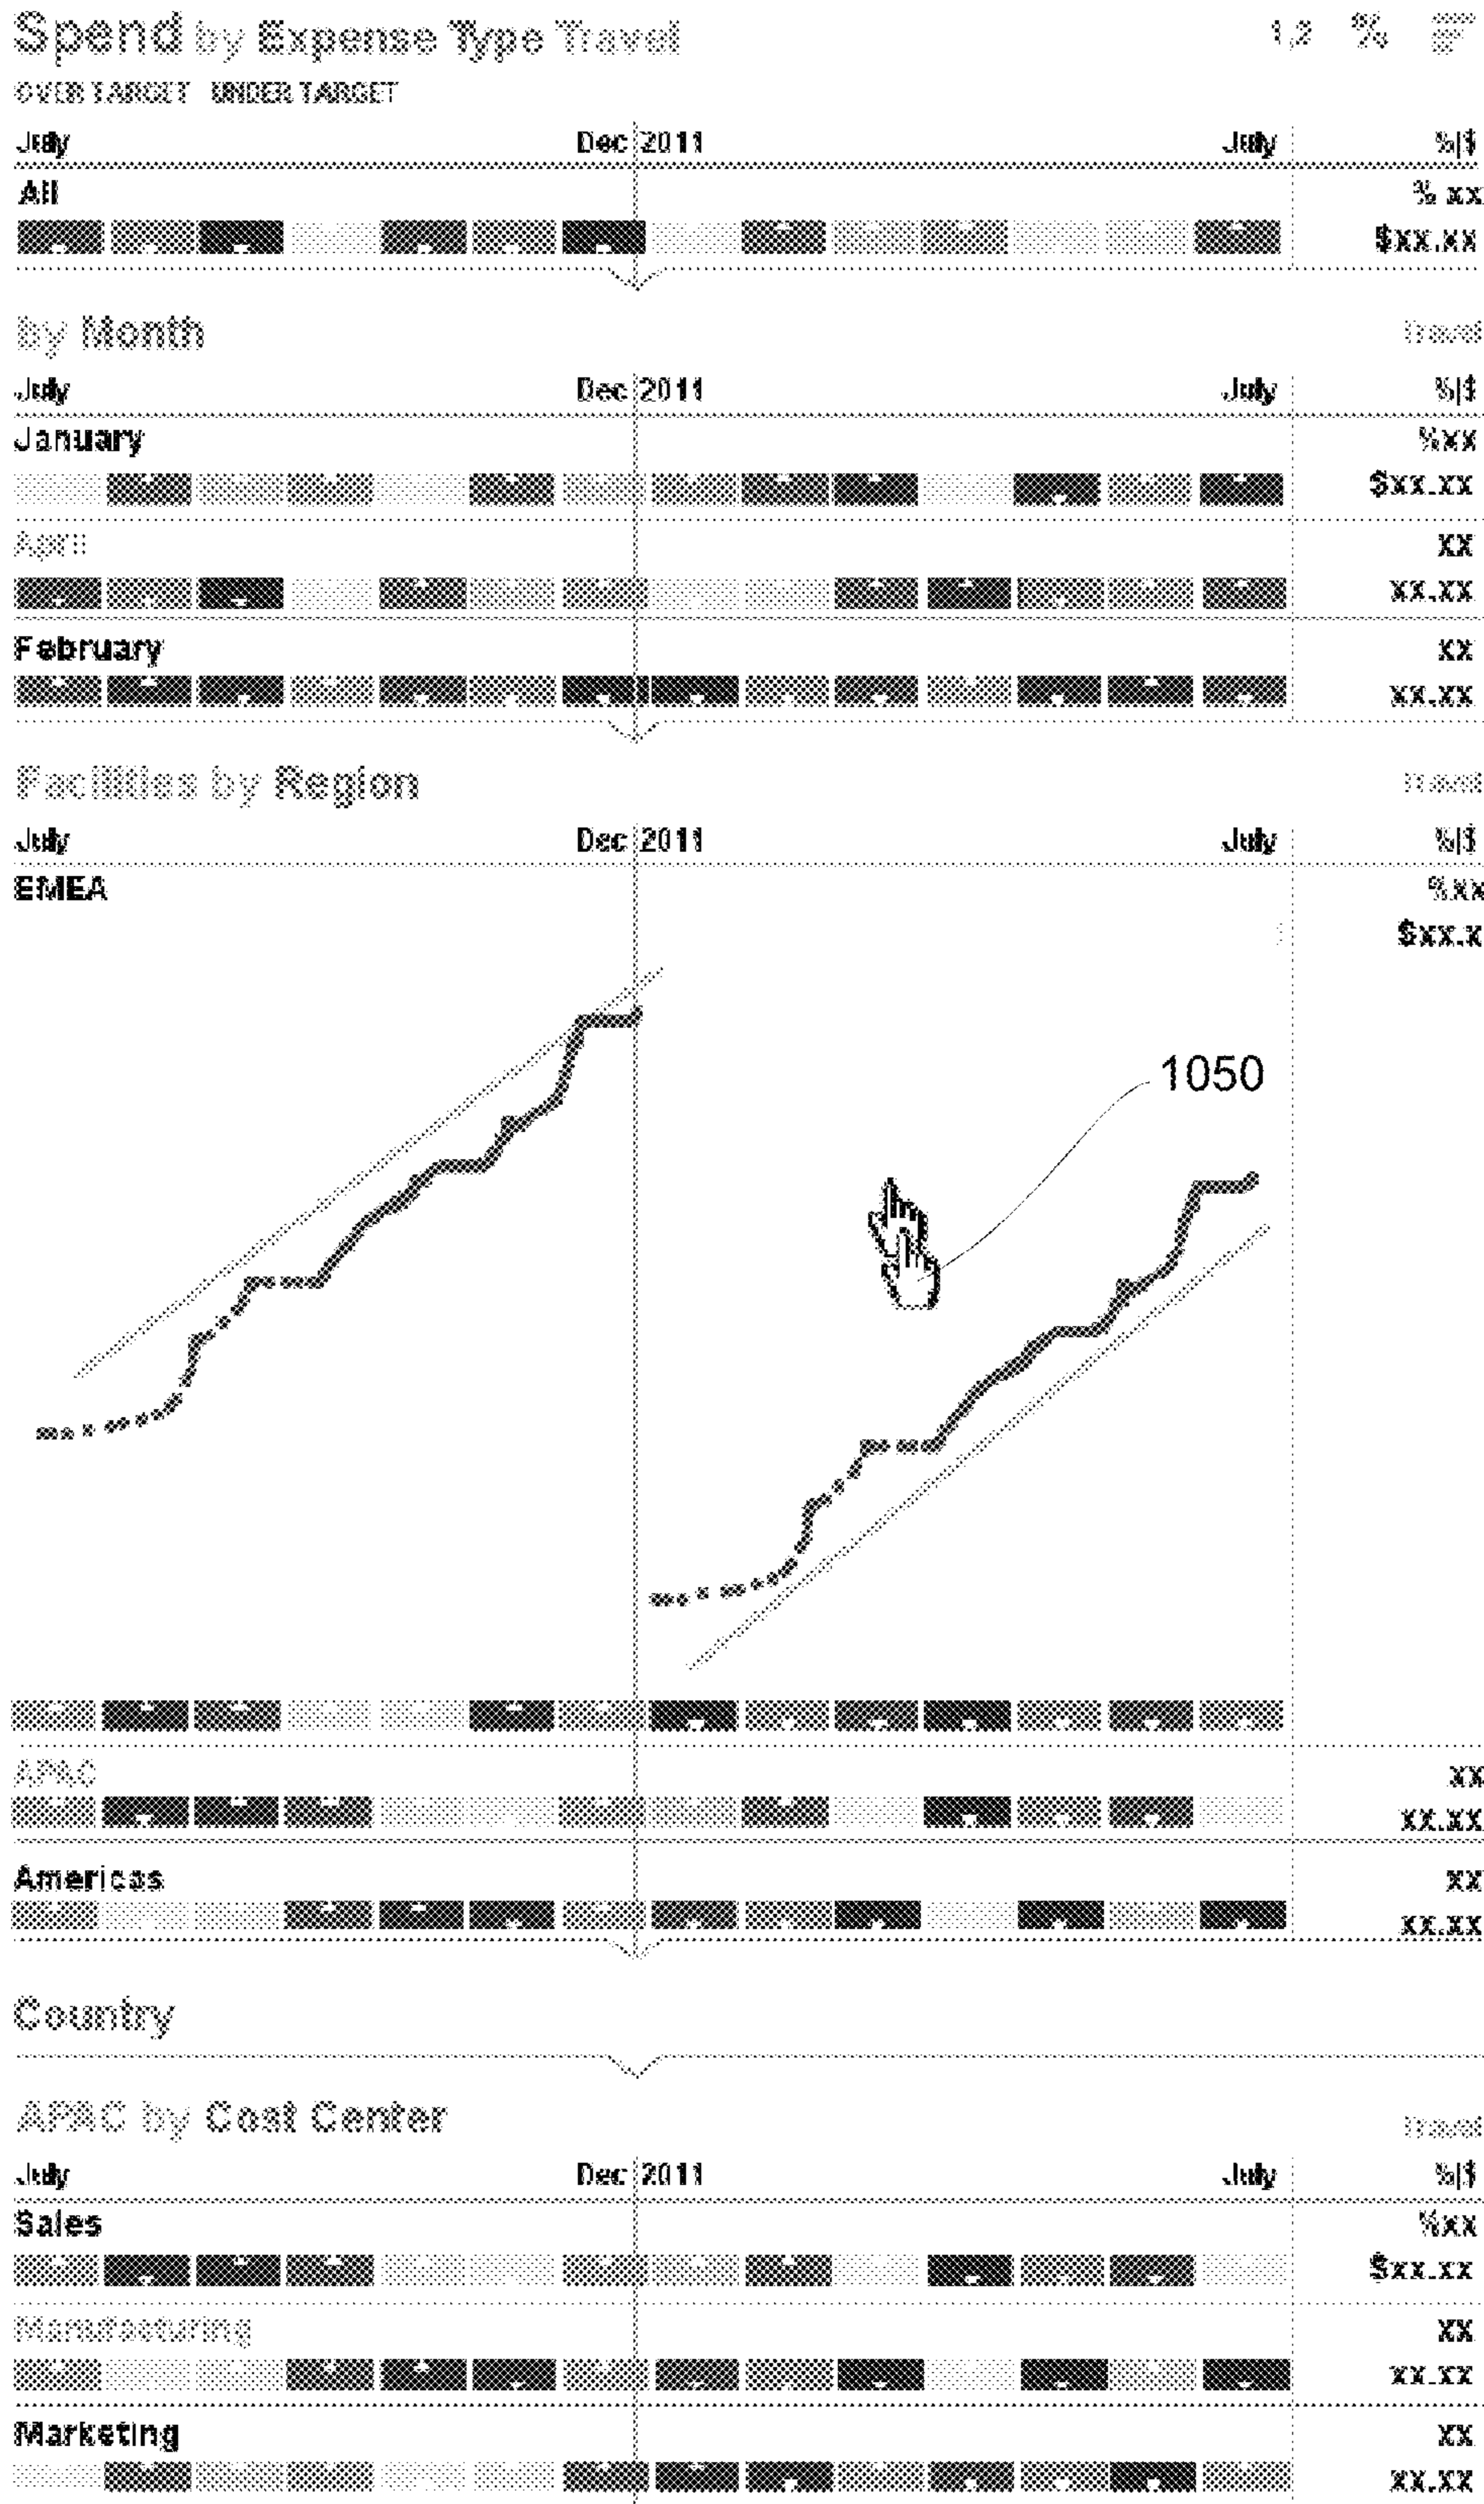 Spend by Expense Type Travel 1,2 %
OVER TARGET UNDER TARGET
July Dec 2011 July %|$
All % xx
$xx.xx
by Month Travel
July Dec 2011 July %|$
January %xx
$xx.xx
April xx
xx.xx
February xx
xx.xx
Facilities by Region Travel
July Dec 2011 July %|$
EMEA %xx
$xx.x
1050
APAC xx
xx.xx
Americas xx
xx.xx
Country
APAC by Cost Center Travel
July Dec 2011 July %|$
Sales %xx
$xx.xx
Manufacturing xx
xx.xx
Marketing xx
xx.xx